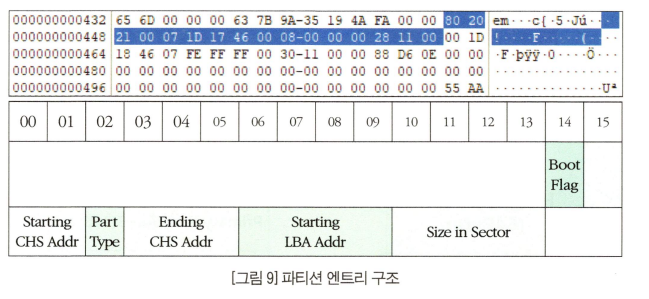 00000000432 65 6D 00 00 00 63 7B 9A-35 19 4A FA 00 00 80 20 em···c{·5·Jú··
00000000448 21 00 07 1D 17 46 00 08-00 00 00 28 11 00 00 1D !····F·····(····
00000000464 18 46 07 FE FF FF 00 30-11 00 00 88 D6 0E 00 00 ·F·þÿÿ·0····Ö···
00000000480 00 00 00 00 00 00 00 00-00 00 00 00 00 00 00 00 ················
00000000496 00 00 00 00 00 00 00 00-00 00 00 00 00 00 55 AA ··············Uª
00 01 02 03 04 05 06 07 08 09 10 11 12 13 14 15
Boot
Flag
Starting Part Ending Starting Size in Sector
CHS Addr Type CHS Addr LBA Addr
[그림 9] 파티션 엔트리 구조